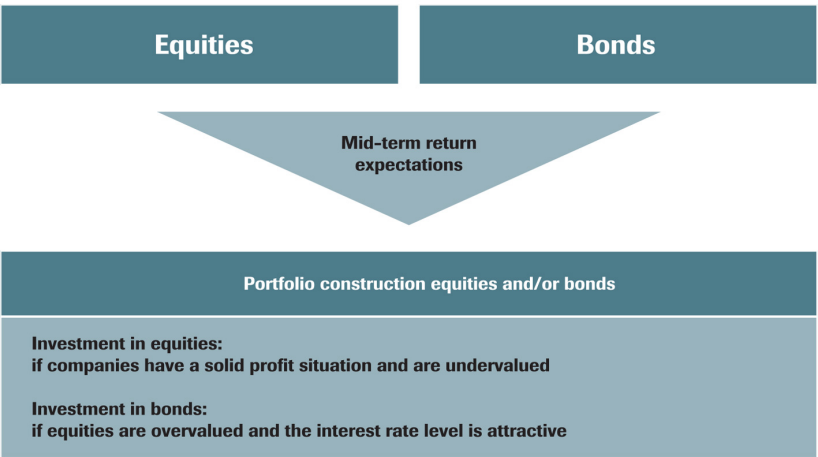 Equities
Bonds
Mid-term return
expectations
Portfolio construction equities and/or bonds
Investment in equities:
if companies have a solid profit situation and are undervalued
Investment in bonds:
if equities are overvalued and the interest rate level is attractive